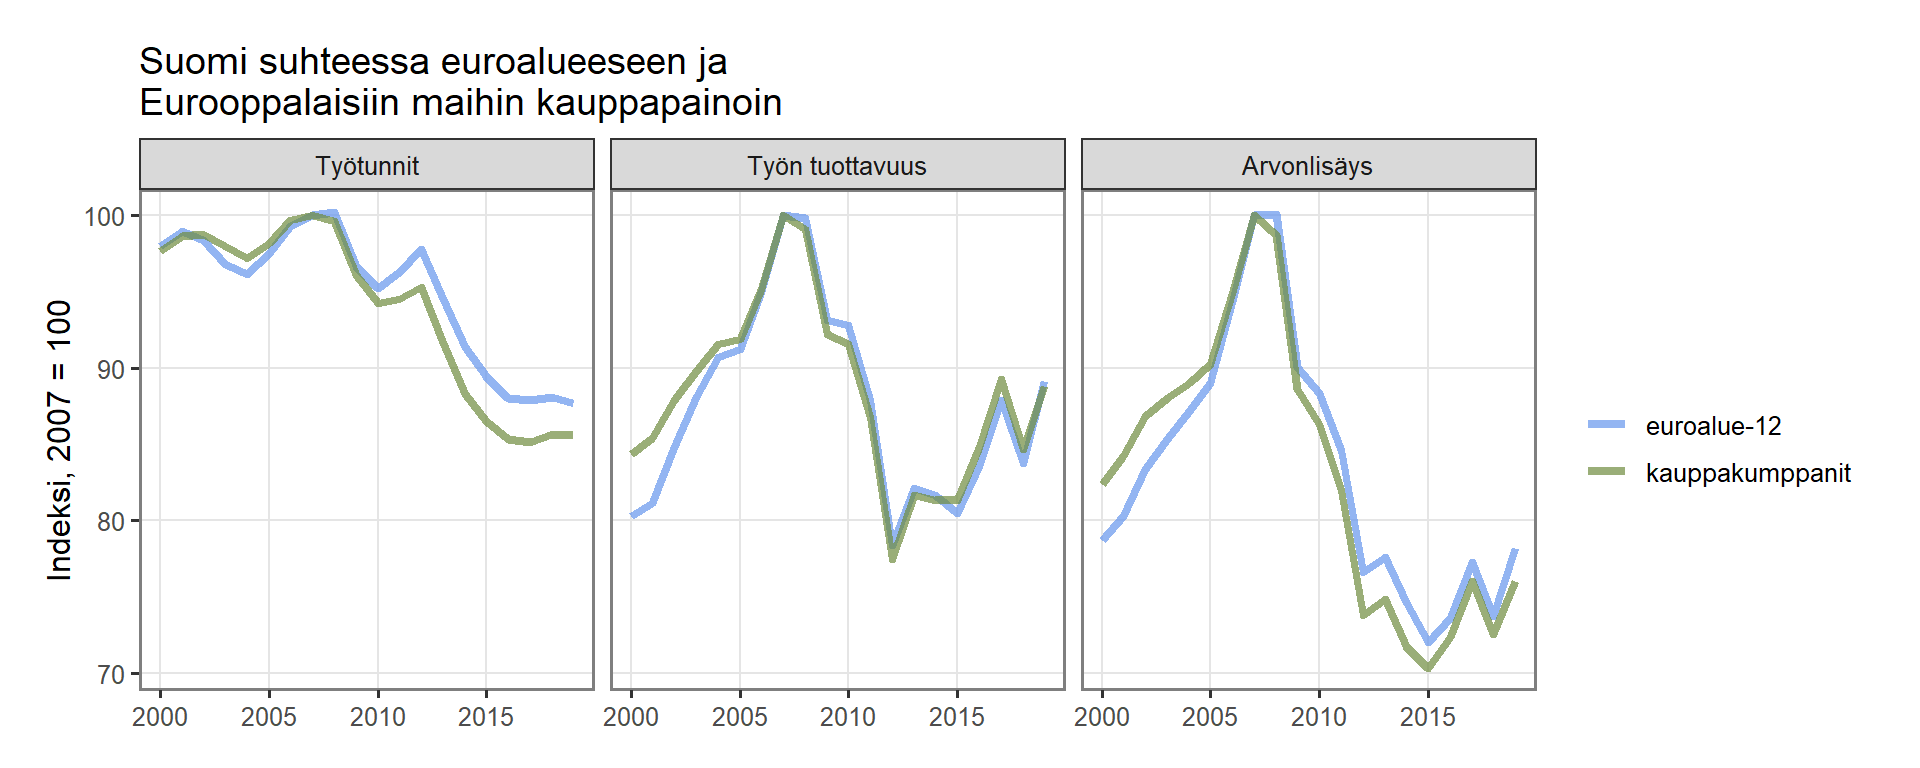 Suomi suhteessa euroalueeseen ja
Eurooppalaisiin maihin kauppapainoin
Työtunnit
Työn tuottavuus
Arvonlisäys
Indeksi, 2007 = 100
100
90
80
70
2000 2005 2010 2015
2000 2005 2010 2015
2000 2005 2010 2015
euroalue-12
kauppakumppanit